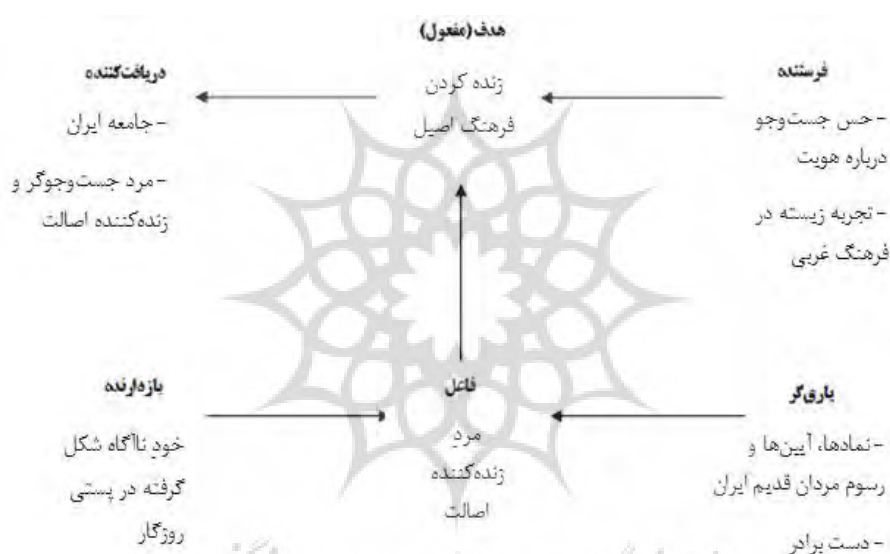 هدف(مفعول)
زنده کردن
فرهنگ اصیل
فرستنده
-حس جست‌وجو
درباره هویت
-تجربه زیسته در
فرهنگ غربی
دریافت‌کننده
-جامعه ایران
-مرد جست‌وجوگر و
زنده‌کننده اصالت
یاری‌گر
-نمادها، آیین‌ها و
رسوم مردان قدیم ایران
-دست برادر
فاعل
مردِ
زنده‌کننده
اصالت
بازدارنده
خودِ ناآگاه شکل
گرفته در پستی
روزگار